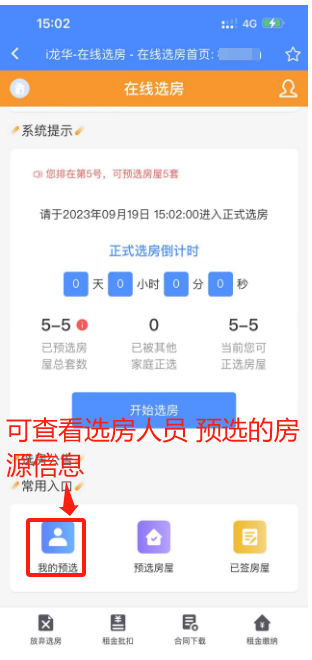 15:02
4G
i龙华-在线选房 - 在线选房首页:
在线选房
系统提示
您排在第5号，可预选房屋5套
请于2023年09月19日 15:02:00进入正式选房
正式选房倒计时
0 天 0 小时 0 分 0 秒
5-5 0 5-5
已预选房 已被其他 当前您可
屋总套数 家庭正选 正选房屋
开始选房
可查看选房人员 预选的房
源信息
常用入口
我的预选 预选房屋 已签房屋
放弃选房 租金批扣 合同下载 租金缴纳